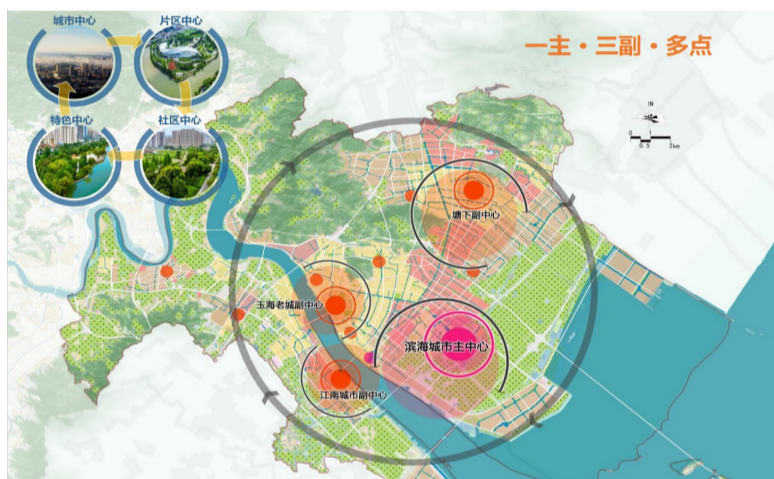 城市中心 片区中心
一主·三副·多点
特色中心 社区中心
N
0 1
0.5 2km
塘下副中心
玉海老城副中心
滨海城市主中心
江南城市副中心